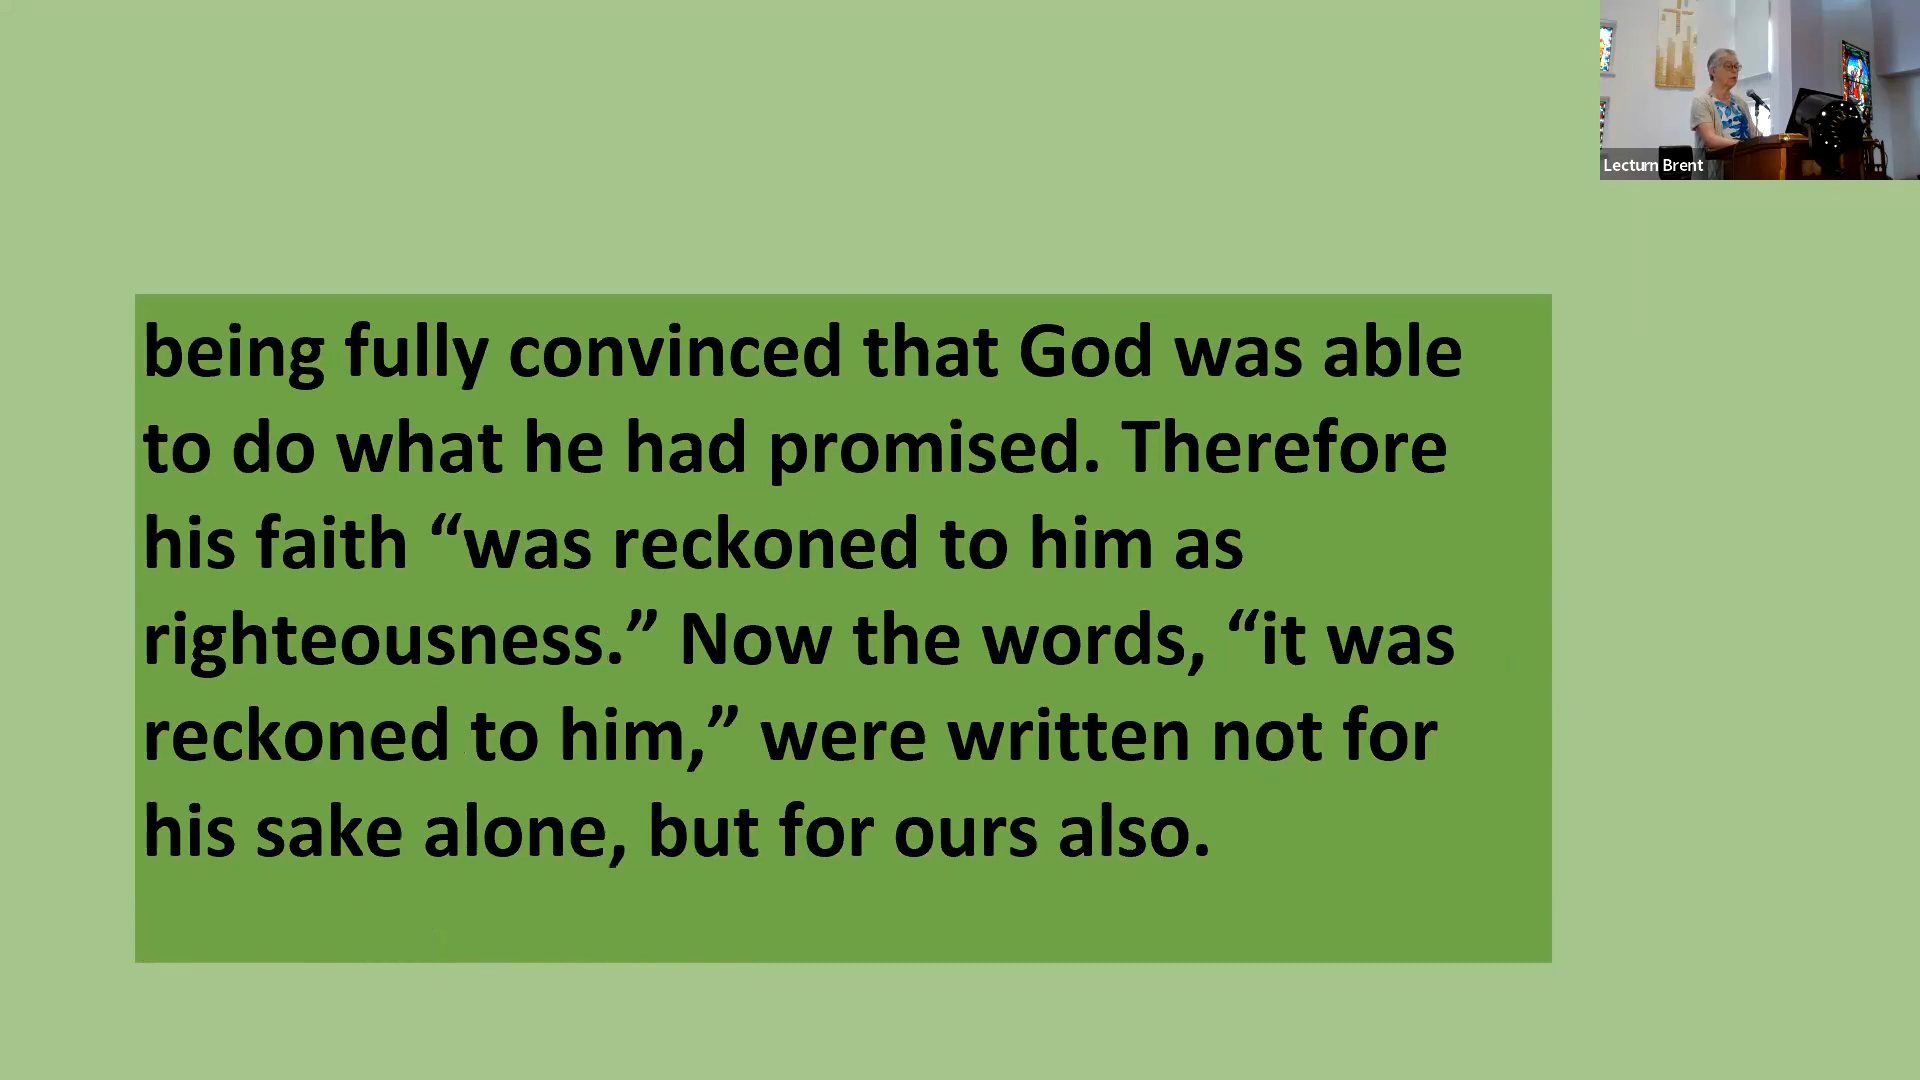 Lecturn Brent
being fully convinced that God was able
to do what he had promised. Therefore
his faith “was reckoned to him as
righteousness.” Now the words, “it was
reckoned to him,” were written not for
his sake alone, but for ours also.